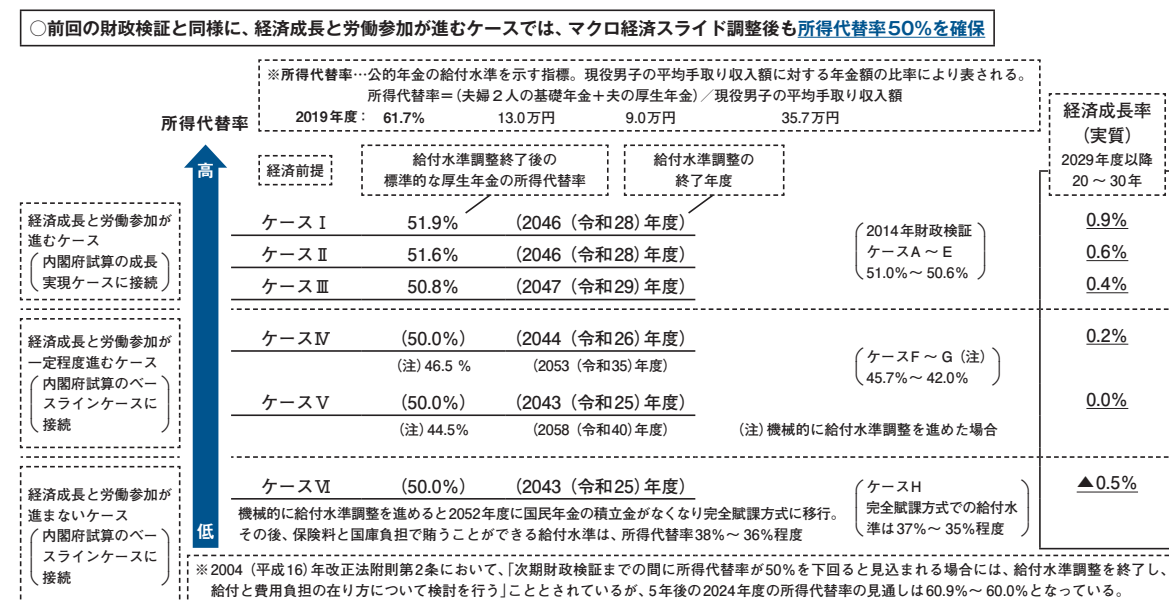 ○前回の財政検証と同様に、経済成長と労働参加が進むケースでは、マクロ経済スライド調整後も所得代替率50%を確保
※所得代替率…公的年金の給付水準を示す指標。現役男子の平均手取り収入額に対する年金額の比率により表される。
所得代替率=(夫婦2人の基礎年金+夫の厚生年金)/現役男子の平均手取り収入額
2019年度: 61.7% 13.0万円 9.0万円 35.7万円
所得代替率
経済成長率
(実質)
2029年度以降
20~30年
高
経済前提
給付水準調整終了後の
標準的な厚生年金の所得代替率
給付水準調整の
終了年度
経済成長と労働参加が
進むケース
(内閣府試算の成長
実現ケースに接続)
ケースⅠ 51.9% (2046(令和28)年度) 0.9%
ケースⅡ 51.6% (2046(令和28)年度) 0.6%
ケースⅢ 50.8% (2047(令和29)年度) 0.4%
(2014年財政検証
ケースA~E
51.0%~50.6%)
経済成長と労働参加が
一定程度進むケース
(内閣府試算のベー
スラインケースに
接続)
ケースⅣ (50.0%) (2044(令和26)年度) 0.2%
(注)46.5 % (2053(令和35)年度)
(ケースF~G(注)
45.7%~42.0%)
ケースⅤ (50.0%) (2043(令和25)年度) 0.0%
(注)44.5% (2058(令和40)年度) (注)機械的に給付水準調整を進めた場合
経済成長と労働参加が
進まないケース
(内閣府試算のベー
スラインケースに
接続)
ケースⅥ (50.0%) (2043(令和25)年度) ▲0.5%
機械的に給付水準調整を進めると2052年度に国民年金の積立金がなくなり完全賦課方式に移行。
その後、保険料と国庫負担で賄うことができる給付水準は、所得代替率38%~36%程度
(ケースH
完全賦課方式での給付水
準は37%~35%程度)
低
※2004(平成16)年改正法附則第2条において、「次期財政検証までの間に所得代替率が50%を下回ると見込まれる場合には、給付水準調整を終了し、
給付と費用負担の在り方について検討を行う」こととされているが、5年後の2024年度の所得代替率の見通しは60.9%~60.0%となっている。